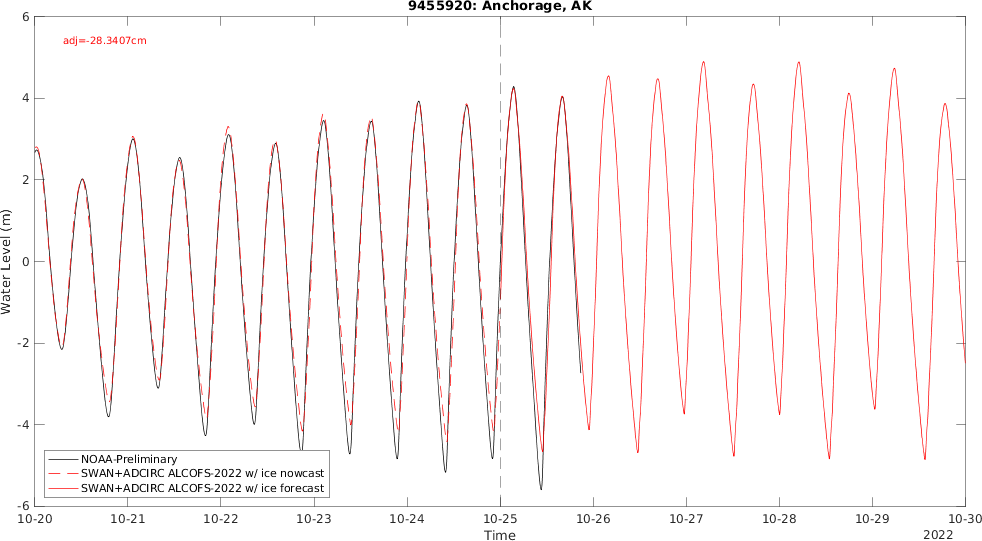 9455920: Anchorage, AK
adj=-28.3407cm
6
4
2
0
-2
-4
-6
Water Level (m)
NOAA-Preliminary
SWAN+ADCIRC ALCOFS-2022 w/ ice nowcast
SWAN+ADCIRC ALCOFS-2022 w/ ice forecast
10-20 10-21 10-22 10-23 10-24 10-25 10-26 10-27 10-28 10-29 10-30
Time
2022